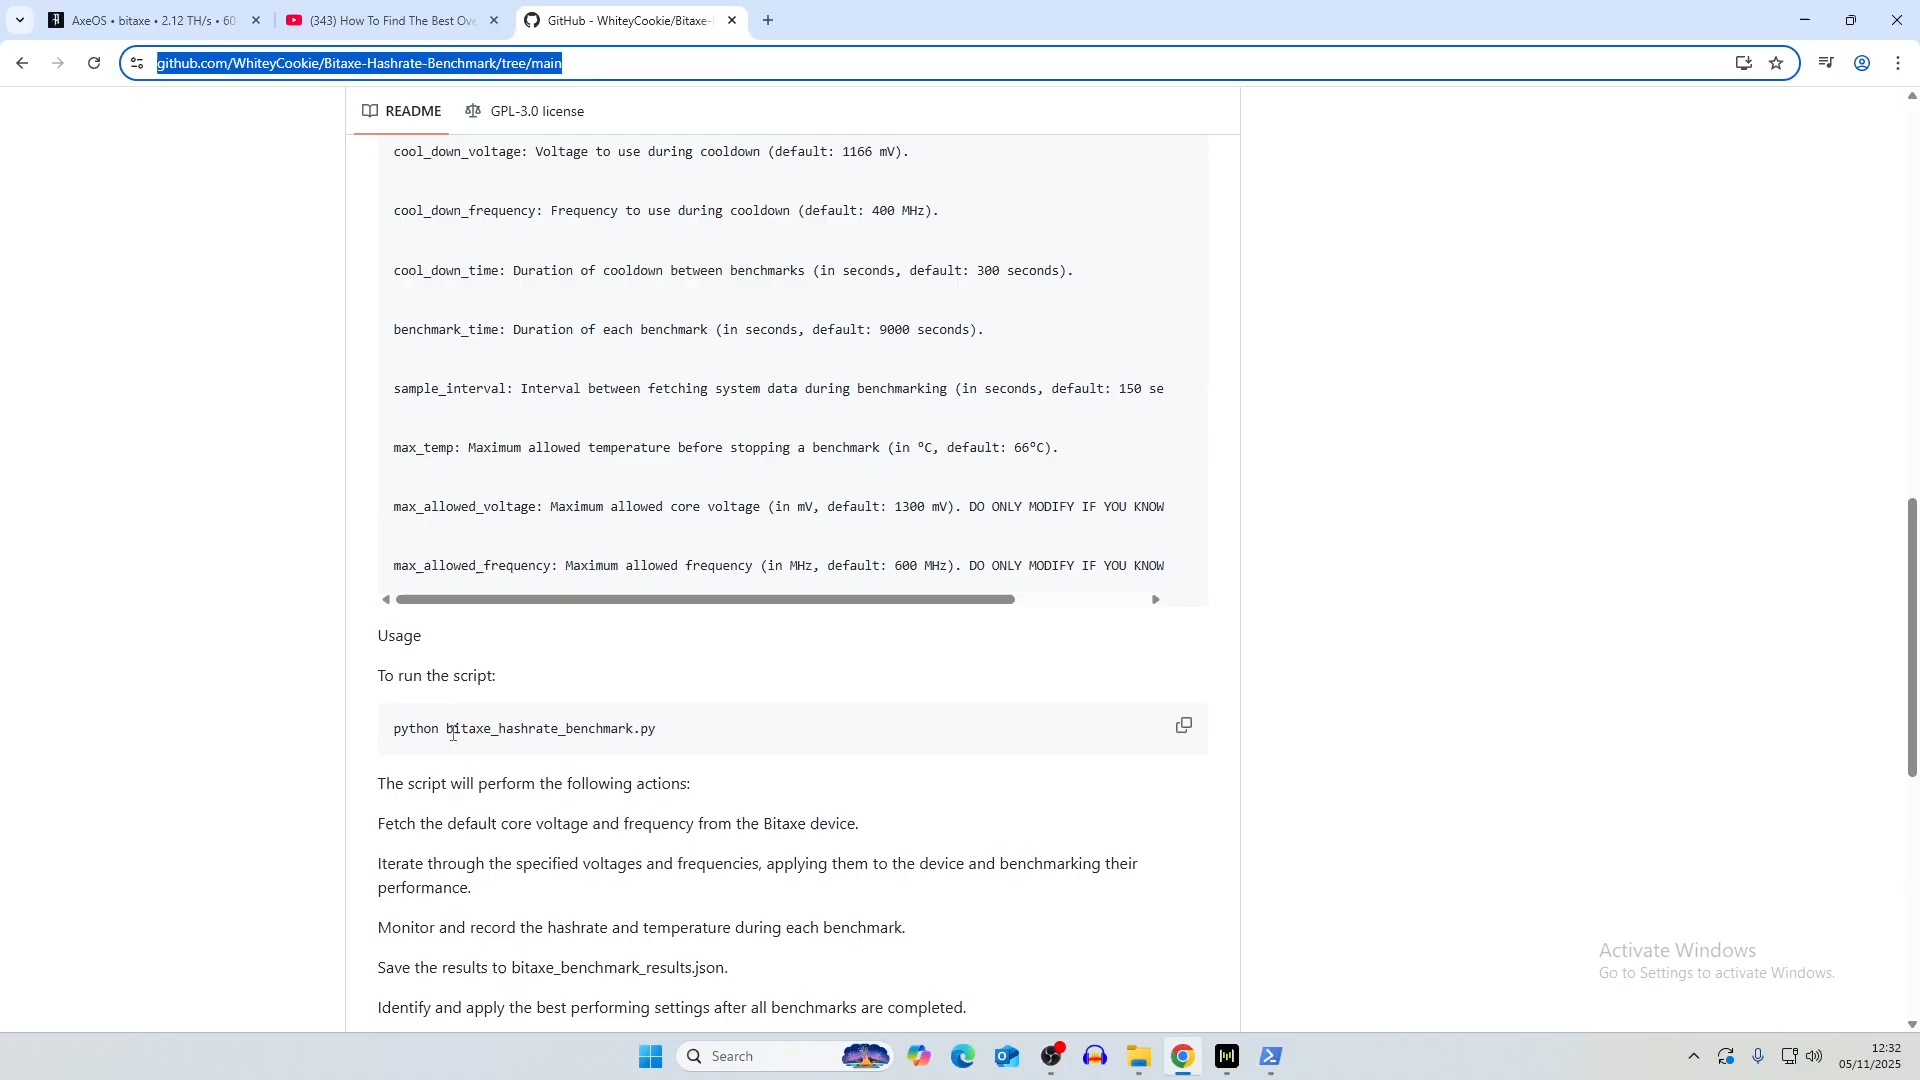 AxeOS • bitaxe • 2.12 TH/s • 60
(343) How To Find The Best Ove
GitHub - WhiteyCookie/Bitaxe-
github.com/WhiteyCookie/Bitaxe-Hashrate-Benchmark/tree/main
README
GPL-3.0 license
cool_down_voltage: Voltage to use during cooldown (default: 1166 mV).
cool_down_frequency: Frequency to use during cooldown (default: 400 MHz).
cool_down_time: Duration of cooldown between benchmarks (in seconds, default: 300 seconds).
benchmark_time: Duration of each benchmark (in seconds, default: 9000 seconds).
sample_interval: Interval between fetching system data during benchmarking (in seconds, default: 150 se
max_temp: Maximum allowed temperature before stopping a benchmark (in °C, default: 66°C).
max_allowed_voltage: Maximum allowed core voltage (in mV, default: 1300 mV). DO ONLY MODIFY IF YOU KNOW
max_allowed_frequency: Maximum allowed frequency (in MHz, default: 600 MHz). DO ONLY MODIFY IF YOU KNOW
Usage
To run the script:
python bitaxe_hashrate_benchmark.py
The script will perform the following actions:
Fetch the default core voltage and frequency from the Bitaxe device.
Iterate through the specified voltages and frequencies, applying them to the device and benchmarking their
performance.
Monitor and record the hashrate and temperature during each benchmark.
Save the results to bitaxe_benchmark_results.json.
Identify and apply the best performing settings after all benchmarks are completed.
Activate Windows
Go to Settings to activate Windows.
Search
12:32
05/11/2025